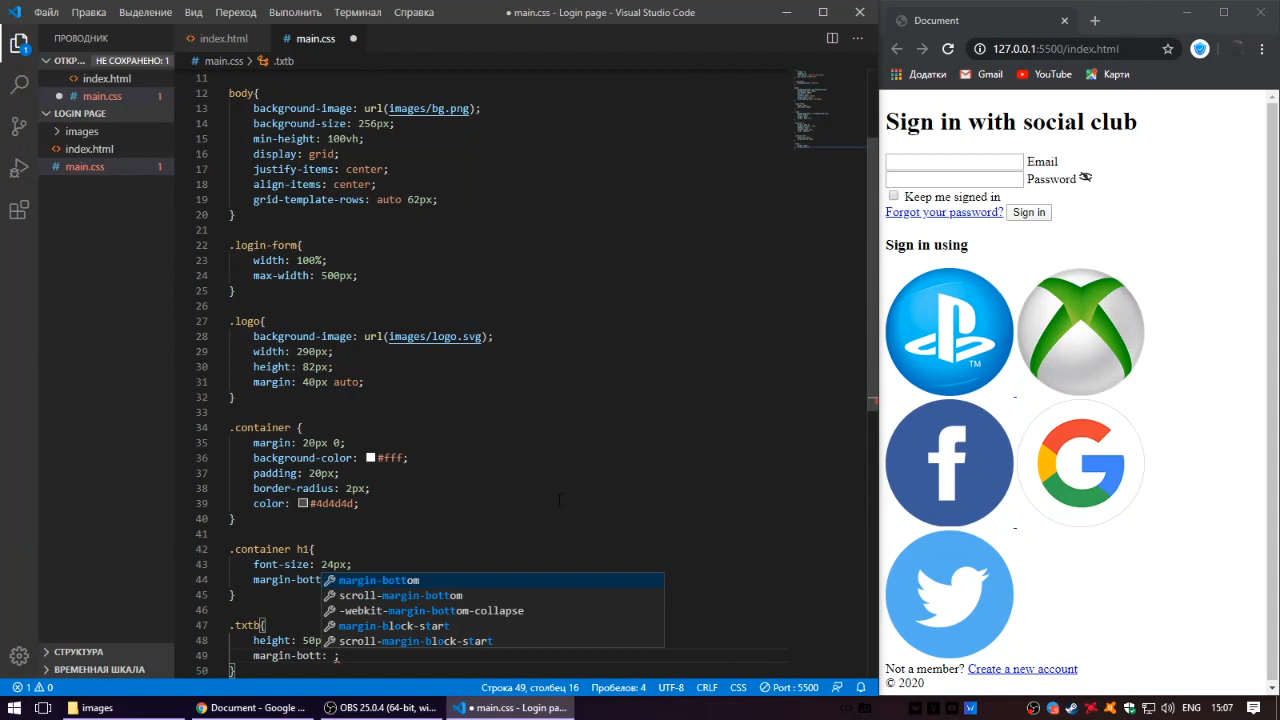 Файл Правка Выделение Вид Переход Выполнить Терминал Справка ● main.css - Login page - Visual Studio Code
ПРОВОДНИК
ОТКР... НЕ СОХРАНЕНО: 1
index.html
main.css 1
LOGIN PAGE
images
index.html
main.css 1
СТРУКТУРА
ВРЕМЕННАЯ ШКАЛА
index.html main.css
main.css > .txtb
11
12 body{
13 background-image: url(images/bg.png);
14 background-size: 256px;
15 min-height: 100vh;
16 display: grid;
17 justify-items: center;
18 align-items: center;
19 grid-template-rows: auto 62px;
20 }
21
22 .login-form{
23 width: 100%;
24 max-width: 500px;
25 }
26
27 .logo{
28 background-image: url(images/logo.svg);
29 width: 290px;
30 height: 82px;
31 margin: 40px auto;
32 }
33
34 .container {
35 margin: 20px 0;
36 background-color: #fff;
37 padding: 20px;
38 border-radius: 2px;
39 color: #4d4d4d;
40 }
41
42 .container h1{
43 font-size: 24px;
44 margin-bott
45 }
46
47 .txtb{
48 height: 50p
49 margin-bott: ;
50 }
margin-bottom
scroll-margin-bottom
-webkit-margin-bottom-collapse
margin-block-start
scroll-margin-block-start
1 0 Строка 49, столбец 16 Пробелов: 4 UTF-8 CRLF CSS Port : 5500
Document
127.0.0.1:5500/index.html
Додатки Gmail YouTube Карти
Sign in with social club
Email
Password
Keep me signed in
Forgot your password? Sign in
Sign in using
TM
Not a member? Create a new account
© 2020
images Document - Google ... OBS 25.0.4 (64-bit, wi... ● main.css - Login pa... ENG 15:07